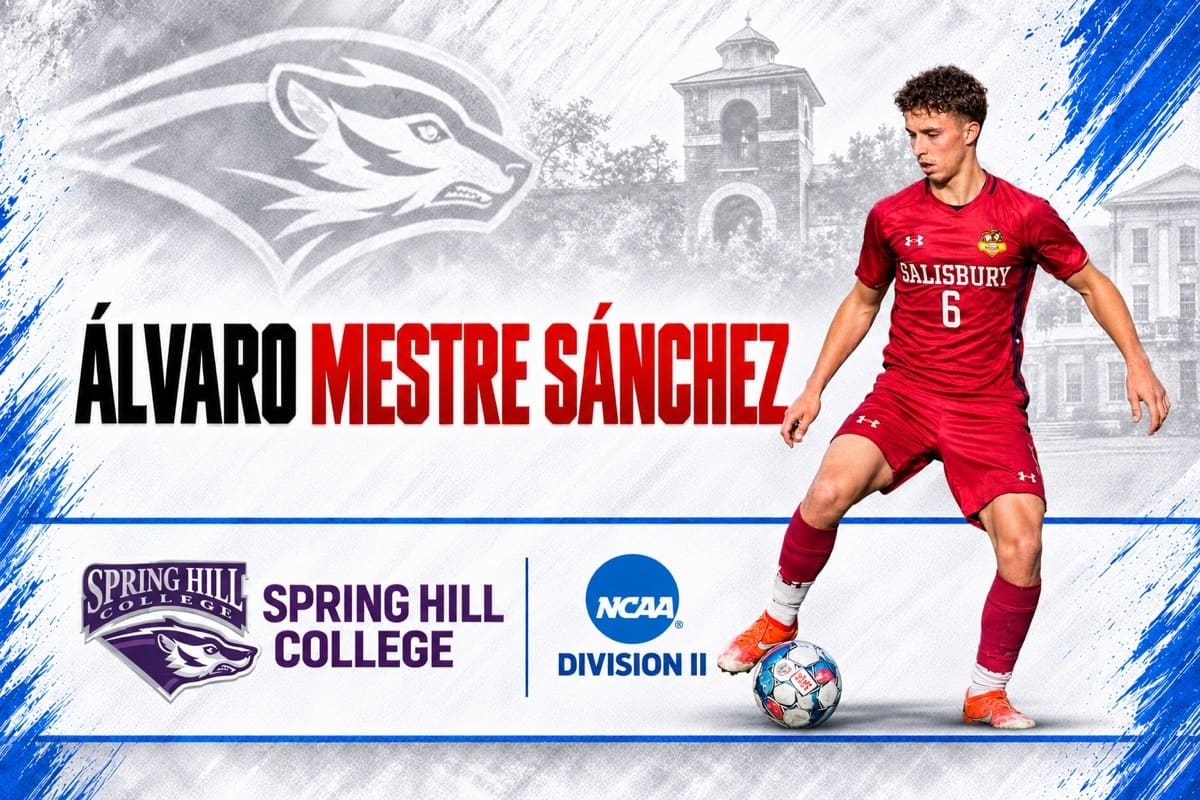 ÁLVARO MESTRE SÁNCHEZ
SALISBURY
6
SPRING HILL
COLLEGE
SPRING HILL
COLLEGE
NCAA
®
DIVISION II